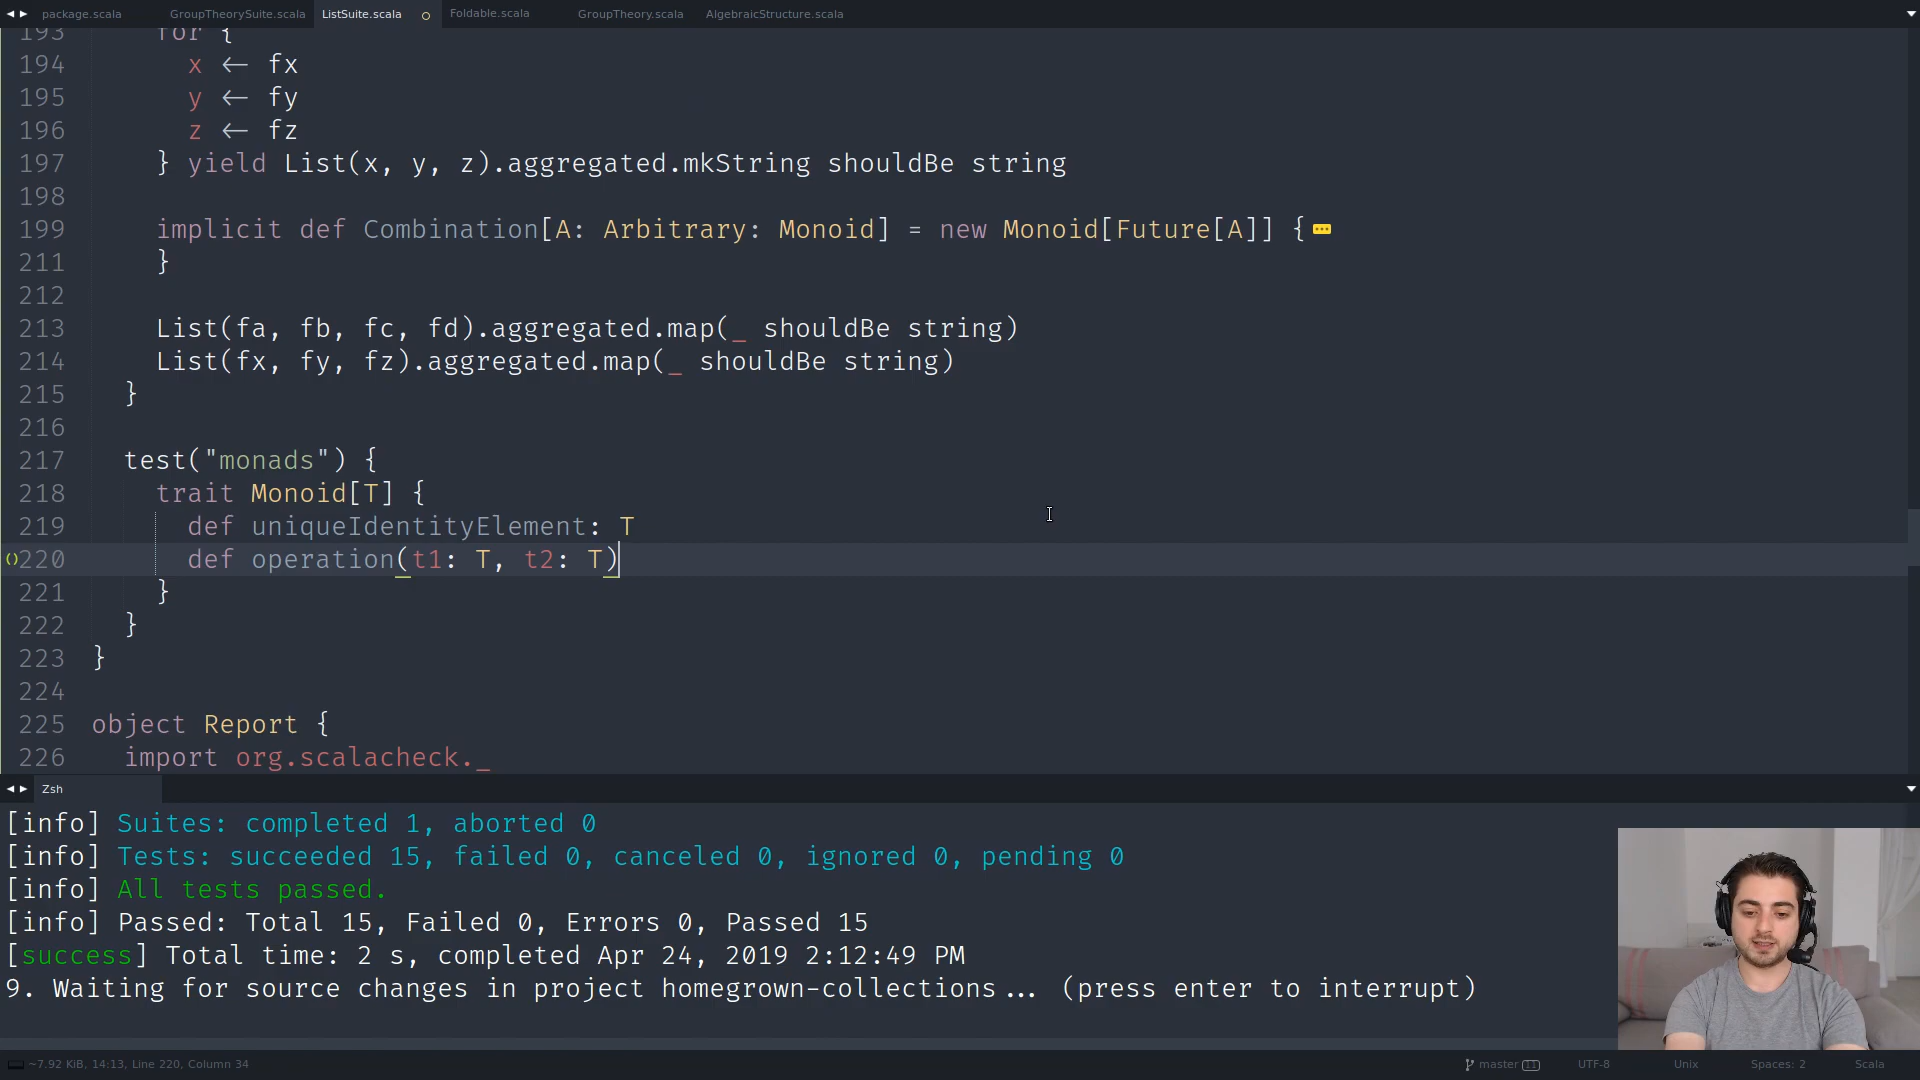 package.scala GroupTheorySuite.scala ListSuite.scala Foldable.scala GroupTheory.scala AlgebraicStructure.scala
193 for {
194 x ← fx
195 y ← fy
196 z ← fz
197 } yield List(x, y, z).aggregated.mkString shouldBe string
198
199 implicit def Combination[A: Arbitrary: Monoid] = new Monoid[Future[A]] {
211 }
212
213 List(fa, fb, fc, fd).aggregated.map(_ shouldBe string)
214 List(fx, fy, fz).aggregated.map(_ shouldBe string)
215 }
216
217 test("monads") {
218 trait Monoid[T] {
219 def uniqueIdentityElement: T
220 def operation(t1: T, t2: T)
221 }
222 }
223 }
224
225 object Report {
226 import org.scalacheck._
Zsh
[info] Suites: completed 1, aborted 0
[info] Tests: succeeded 15, failed 0, canceled 0, ignored 0, pending 0
[info] All tests passed.
[info] Passed: Total 15, Failed 0, Errors 0, Passed 15
[success] Total time: 2 s, completed Apr 24, 2019 2:12:49 PM
9. Waiting for source changes in project homegrown-collections... (press enter to interrupt)
~7.92 KiB, 14:13, Line 220, Column 34 master 11 UTF-8 Unix Spaces: 2 Scala